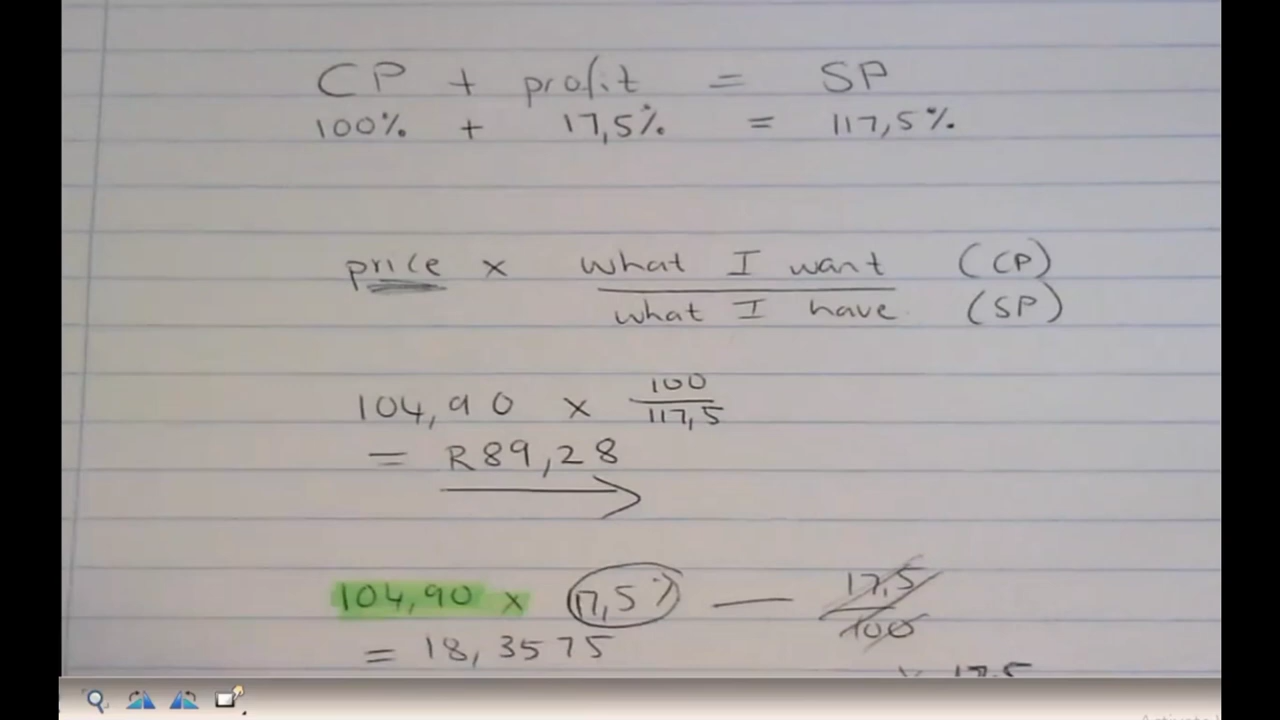 CP + profit = SP
100% + 17,5% = 117,5%
price x what I want (CP)
what I have (SP)
104,90 x 100
117,5
= R89,28
104,90 x 17,5% — 17,5
100
= 18,3575